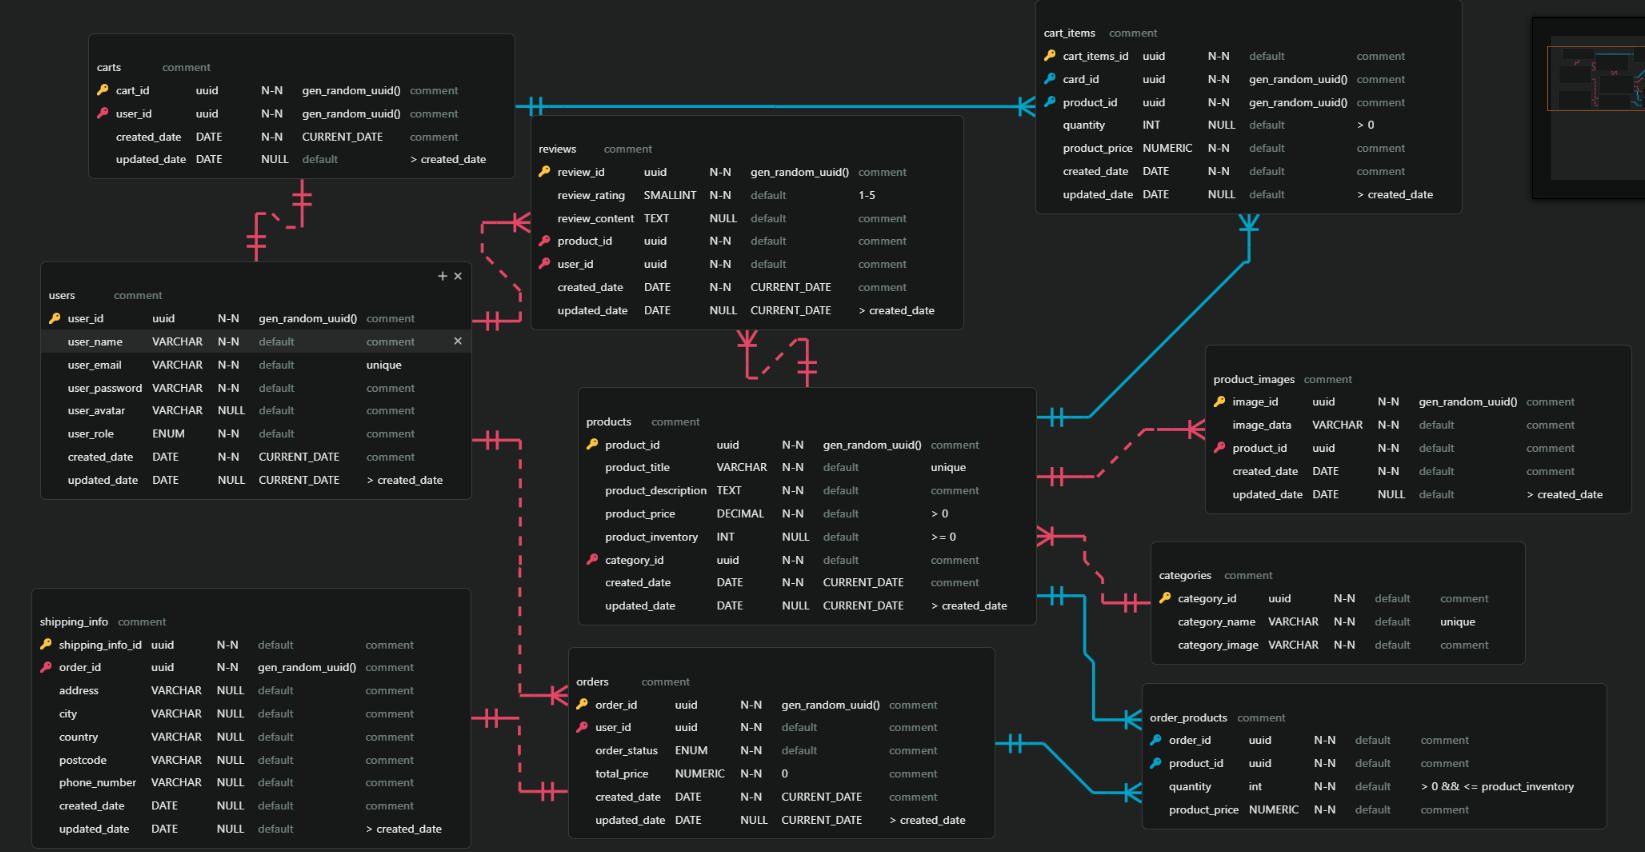 carts comment
cart_id uuid N-N gen_random_uuid() comment
user_id uuid N-N gen_random_uuid() comment
created_date DATE N-N CURRENT_DATE comment
updated_date DATE NULL default > created_date
cart_items comment
cart_items_id uuid N-N default comment
card_id uuid N-N gen_random_uuid() comment
product_id uuid N-N gen_random_uuid() comment
quantity INT NULL default > 0
product_price NUMERIC N-N default comment
created_date DATE N-N default comment
updated_date DATE NULL default > created_date
reviews comment
review_id uuid N-N gen_random_uuid() comment
review_rating SMALLINT N-N default 1-5
review_content TEXT NULL default comment
product_id uuid N-N default comment
user_id uuid N-N default comment
created_date DATE N-N CURRENT_DATE comment
updated_date DATE NULL CURRENT_DATE > created_date
users comment
user_id uuid N-N gen_random_uuid() comment
user_name VARCHAR N-N default comment
user_email VARCHAR N-N default unique
user_password VARCHAR N-N default comment
user_avatar VARCHAR NULL default comment
user_role ENUM N-N default comment
created_date DATE N-N CURRENT_DATE comment
updated_date DATE NULL CURRENT_DATE > created_date
products comment
product_id uuid N-N gen_random_uuid() comment
product_title VARCHAR N-N default unique
product_description TEXT N-N default comment
product_price DECIMAL N-N default > 0
product_inventory INT NULL default >= 0
category_id uuid N-N default comment
created_date DATE N-N CURRENT_DATE comment
updated_date DATE NULL CURRENT_DATE > created_date
product_images comment
image_id uuid N-N gen_random_uuid() comment
image_data VARCHAR N-N default comment
product_id uuid N-N default comment
created_date DATE N-N default comment
updated_date DATE NULL default > created_date
categories comment
category_id uuid N-N default comment
category_name VARCHAR N-N default unique
category_image VARCHAR N-N default comment
shipping_info comment
shipping_info_id uuid N-N default comment
order_id uuid N-N gen_random_uuid() comment
address VARCHAR NULL default comment
city VARCHAR NULL default comment
country VARCHAR NULL default comment
postcode VARCHAR NULL default comment
phone_number VARCHAR NULL default comment
created_date DATE NULL default comment
updated_date DATE NULL default > created_date
orders comment
order_id uuid N-N gen_random_uuid() comment
user_id uuid N-N default comment
order_status ENUM N-N default comment
total_price NUMERIC N-N 0 comment
created_date DATE N-N CURRENT_DATE comment
updated_date DATE NULL CURRENT_DATE > created_date
order_products comment
order_id uuid N-N default comment
product_id uuid N-N default comment
quantity int N-N default > 0 && <= product_inventory
product_price NUMERIC N-N default comment